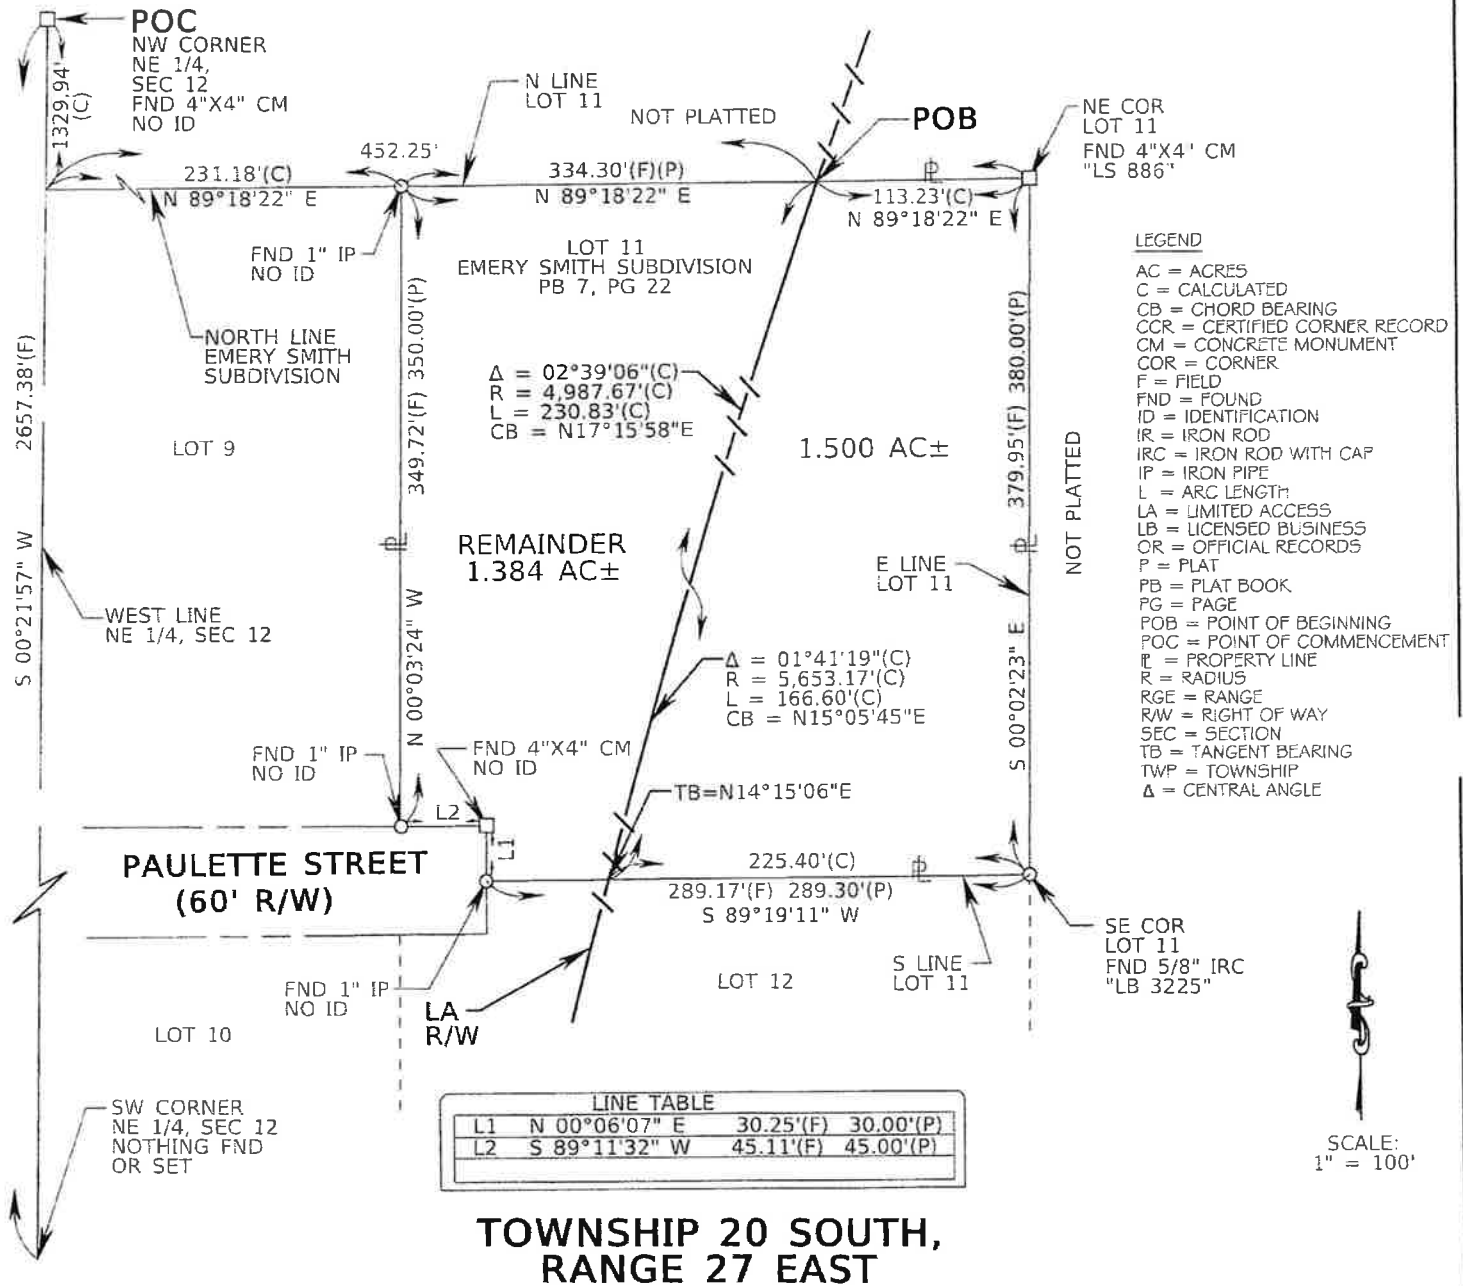 POC
NW CORNER
NE 1/4,
SEC 12
FND 4"X4" CM
NO ID
1329.94'
(C)
N LINE
LOT 11
NOT PLATTED
POB
NE COR
LOT 11
FND 4"X4' CM
"LS 886"
231.18'(C)
N 89°18'22" E
452.25'
334.30'(F)(P)
N 89°18'22" E
113.23'(C)
N 89°18'22" E
FND 1" IP
NO ID
LOT 11
EMERY SMITH SUBDIVISION
PB 7, PG 22
NORTH LINE
EMERY SMITH
SUBDIVISION
S 00°21'57" W 2657.38'(F)
LOT 9
N 00°03'24" W 349.72'(F) 350.00'(P)
Δ = 02°39'06"(C)
R = 4,987.67'(C)
L = 230.83'(C)
CB = N17°15'58"E
1.500 AC±
S 00°02'23" E 379.95'(F) 380.00'(P)
NOT PLATTED
REMAINDER
1.384 AC±
E LINE
LOT 11
WEST LINE
NE 1/4, SEC 12
Δ = 01°41'19"(C)
R = 5,653.17'(C)
L = 166.60'(C)
CB = N15°05'45"E
FND 1" IP
NO ID
FND 4"X4" CM
NO ID
TB=N14°15'06"E
L2
L1
PAULETTE STREET
(60' R/W)
225.40'(C)
289.17'(F) 289.30'(P)
S 89°19'11" W
SE COR
LOT 11
FND 5/8" IRC
"LB 3225"
S LINE
LOT 11
LOT 12
FND 1" IP
NO ID
LA
R/W
LOT 10
SW CORNER
NE 1/4, SEC 12
NOTHING FND
OR SET
LEGEND
AC = ACRES
C = CALCULATED
CB = CHORD BEARING
CCR = CERTIFIED CORNER RECORD
CM = CONCRETE MONUMENT
COR = CORNER
F = FIELD
FND = FOUND
ID = IDENTIFICATION
IR = IRON ROD
IRC = IRON ROD WITH CAP
IP = IRON PIPE
L = ARC LENGTH
LA = LIMITED ACCESS
LB = LICENSED BUSINESS
OR = OFFICIAL RECORDS
P = PLAT
PB = PLAT BOOK
PG = PAGE
POB = POINT OF BEGINNING
POC = POINT OF COMMENCEMENT
PL = PROPERTY LINE
R = RADIUS
RGE = RANGE
R/W = RIGHT OF WAY
SEC = SECTION
TB = TANGENT BEARING
TWP = TOWNSHIP
Δ = CENTRAL ANGLE
LINE TABLE
L1 N 00°06'07" E 30.25'(F) 30.00'(P)
L2 S 89°11'32" W 45.11'(F) 45.00'(P)
SCALE:
1" = 100'
TOWNSHIP 20 SOUTH,
RANGE 27 EAST